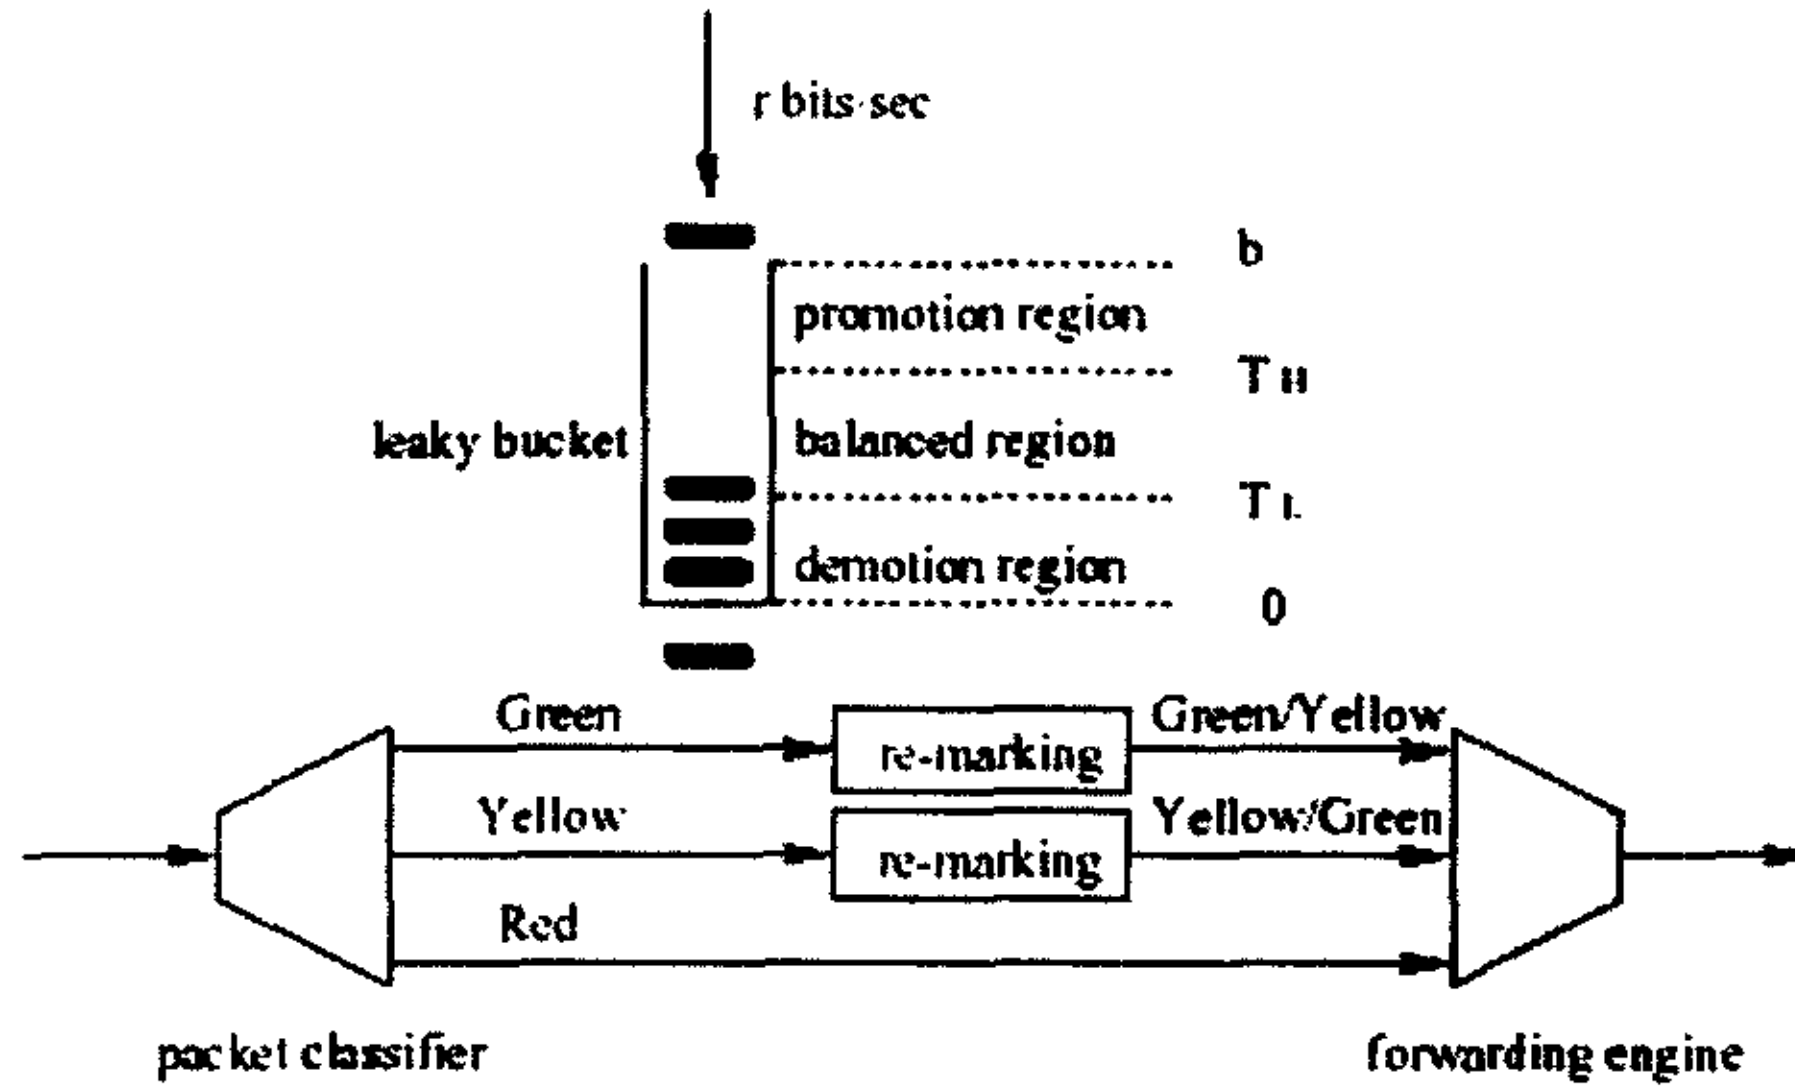 r bits/sec
b
promotion region
T H
leaky bucket
balanced region
T L
demotion region
0
Green
re-marking
Green/Yellow
Yellow
re-marking
Yellow/Green
Red
packet classifier
forwarding engine